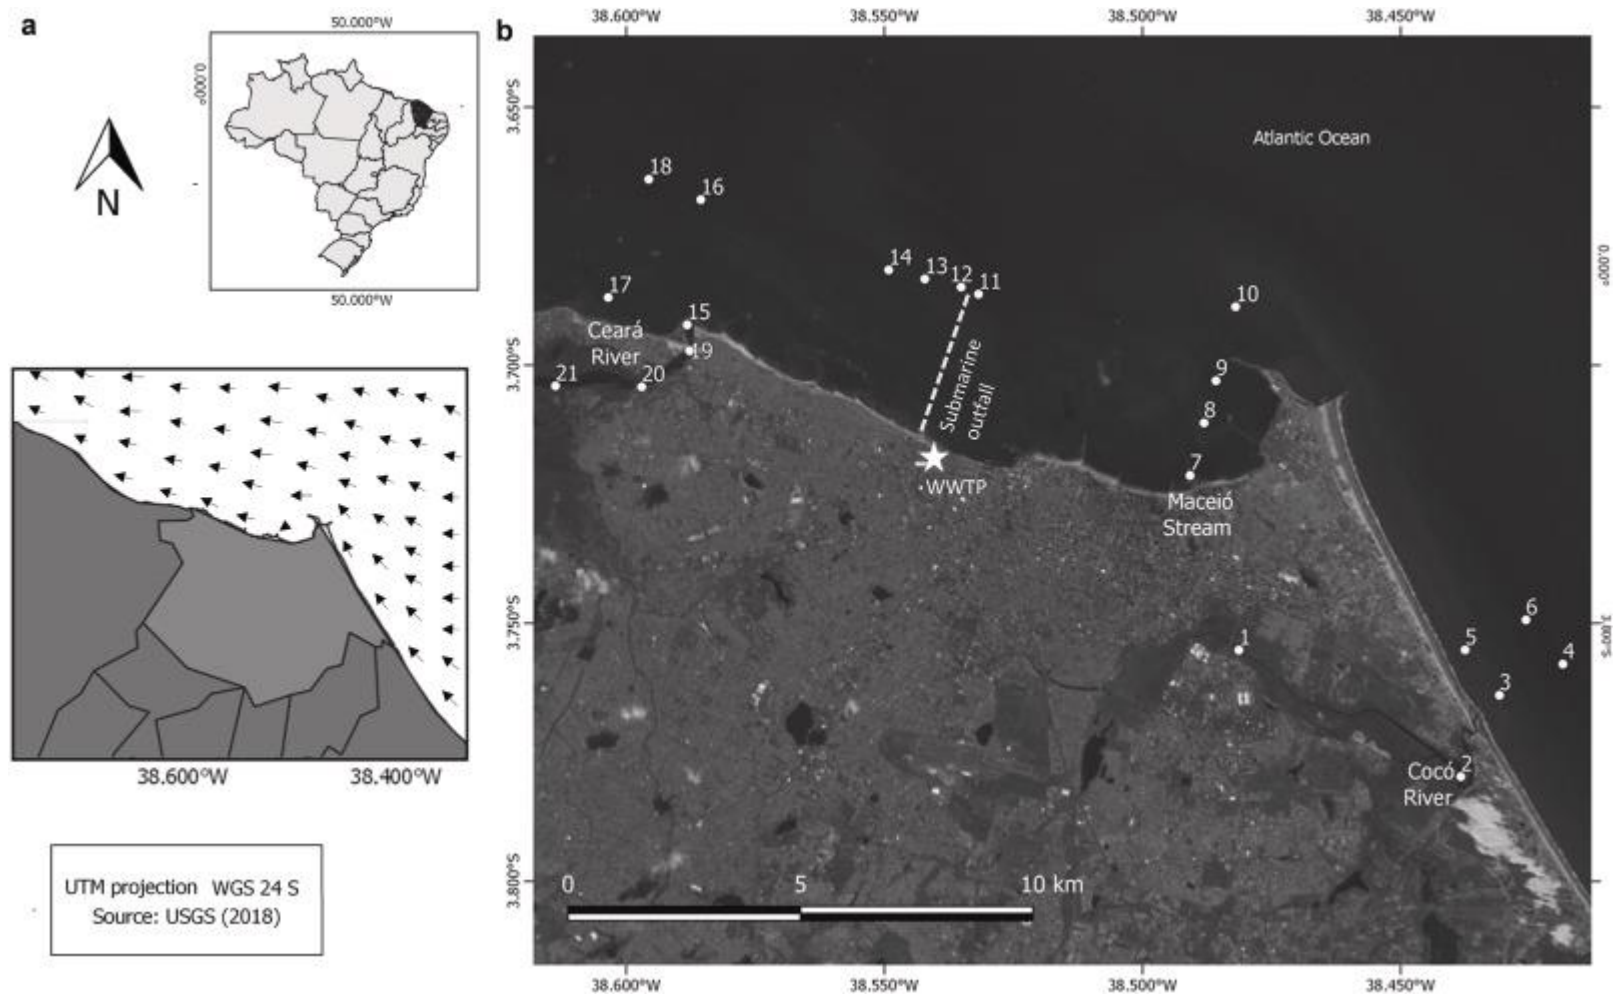 a
50.000°W
0.000°
50.000°W
N
38.600°W 38.400°W
UTM projection WGS 24 S
Source: USGS (2018)
b
38.600°W 38.550°W 38.500°W 38.450°W
3.650°S
3.700°S
3.750°S
3.800°S
0.000°
Atlantic Ocean
18
16
14
13
12
11
10
17
15
Ceará
River
19
21
20
9
8
7
Submarine
outfall
WWTP
Maceió
Stream
1
6
5
4
3
2
Cocó
River
0 5 10 km
38.600°W 38.550°W 38.500°W 38.450°W